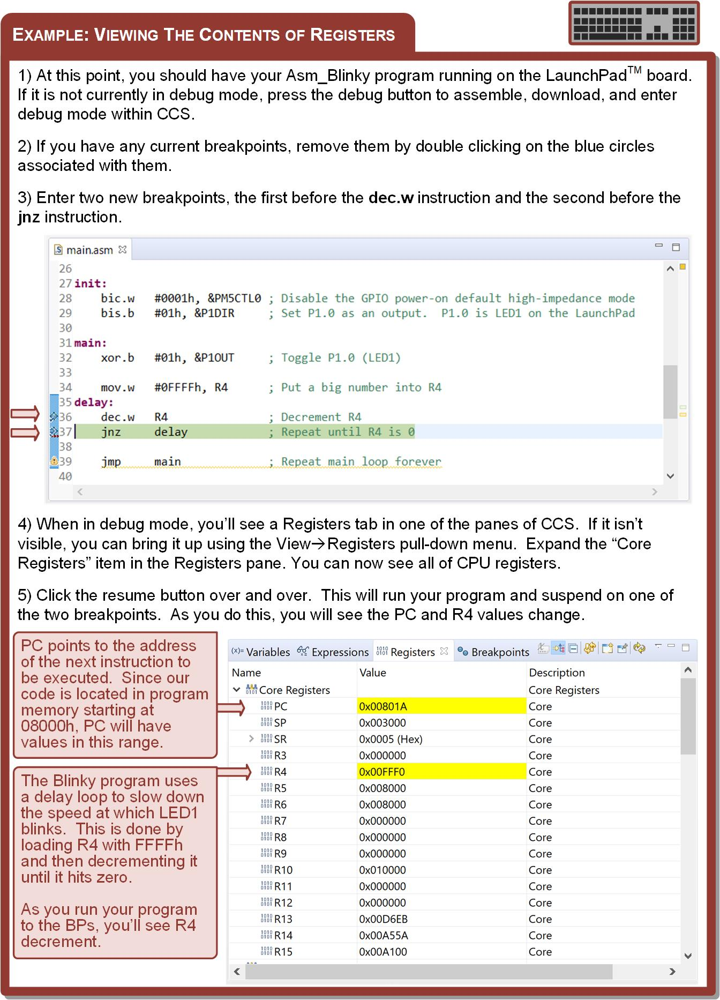 EXAMPLE: VIEWING THE CONTENTS OF REGISTERS
1) At this point, you should have your Asm_Blinky program running on the LaunchPad™ board.
If it is not currently in debug mode, press the debug button to assemble, download, and enter
debug mode within CCS.
2) If you have any current breakpoints, remove them by double clicking on the blue circles
associated with them.
3) Enter two new breakpoints, the first before the dec.w instruction and the second before the
jnz instruction.
main.asm
26
27 init:
28 bic.w #0001h, &PM5CTL0 ; Disable the GPIO power-on default high-impedance mode
29 bis.b #01h, &P1DIR ; Set P1.0 as an output.  P1.0 is LED1 on the LaunchPad
30
31 main:
32 xor.b #01h, &P1OUT ; Toggle P1.0 (LED1)
33
34 mov.w #0FFFFh, R4 ; Put a big number into R4
35 delay:
36 dec.w R4 ; Decrement R4
37 jnz delay ; Repeat until R4 is 0
38
39 jmp main ; Repeat main loop forever
40
4) When in debug mode, you'll see a Registers tab in one of the panes of CCS.  If it isn't
visible, you can bring it up using the View→Registers pull-down menu.  Expand the “Core
Registers” item in the Registers pane. You can now see all of CPU registers.
5) Click the resume button over and over.  This will run your program and suspend on one of
the two breakpoints.  As you do this, you will see the PC and R4 values change.
PC points to the address
of the next instruction to
be executed.  Since our
code is located in program
memory starting at
08000h, PC will have
values in this range.
The Blinky program uses
a delay loop to slow down
the speed at which LED1
blinks.  This is done by
loading R4 with FFFFh
and then decrementing it
until it hits zero.
As you run your program
to the BPs, you'll see R4
decrement.
(x)= Variables Expressions Registers Breakpoints
Name Value Description
Core Registers Core Registers
PC 0x00801A Core
SP 0x003000 Core
SR 0x0005 (Hex) Core
R3 0x000000 Core
R4 0x00FFF0 Core
R5 0x008000 Core
R6 0x008000 Core
R7 0x000000 Core
R8 0x000000 Core
R9 0x000000 Core
R10 0x010000 Core
R11 0x000000 Core
R12 0x000000 Core
R13 0x00D6EB Core
R14 0x00A55A Core
R15 0x00A100 Core